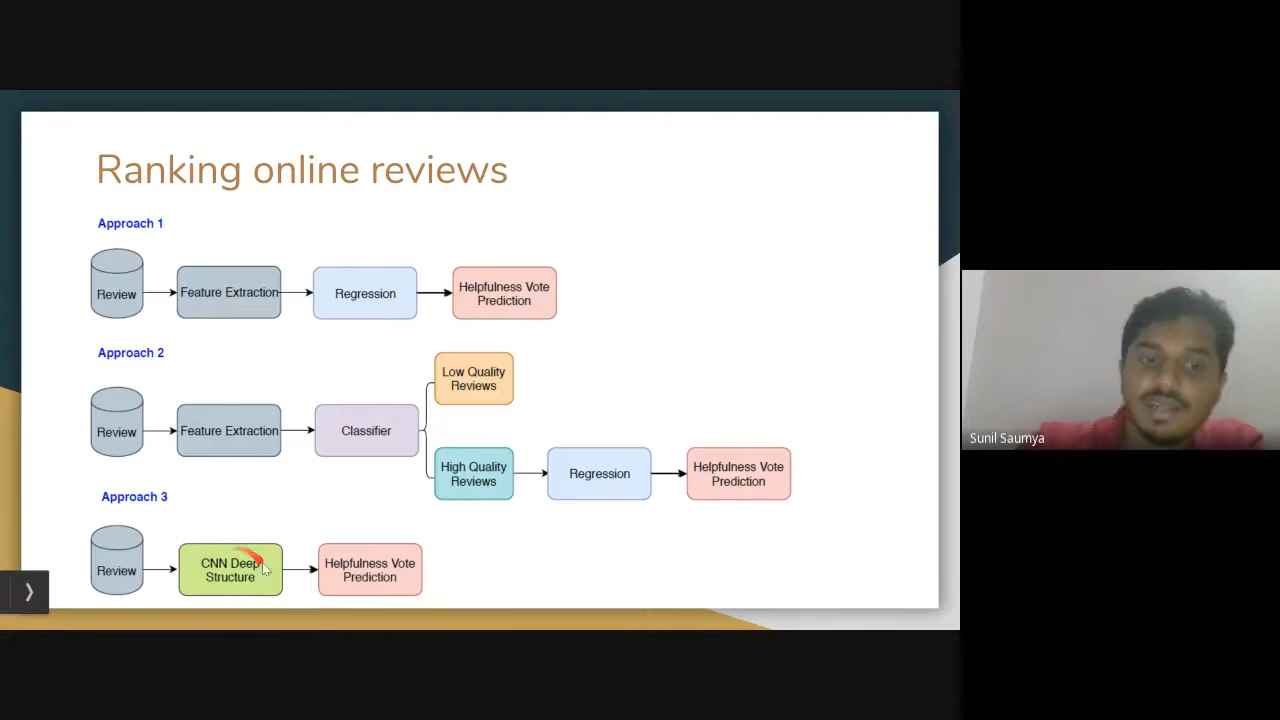 Ranking online reviews
Approach 1
Review
Feature Extraction
Regression
Helpfulness Vote
Prediction
Approach 2
Low Quality
Reviews
Review
Feature Extraction
Classifier
High Quality
Reviews
Regression
Helpfulness Vote
Prediction
Approach 3
Review
CNN Deep
Structure
Helpfulness Vote
Prediction
Sunil Saumya